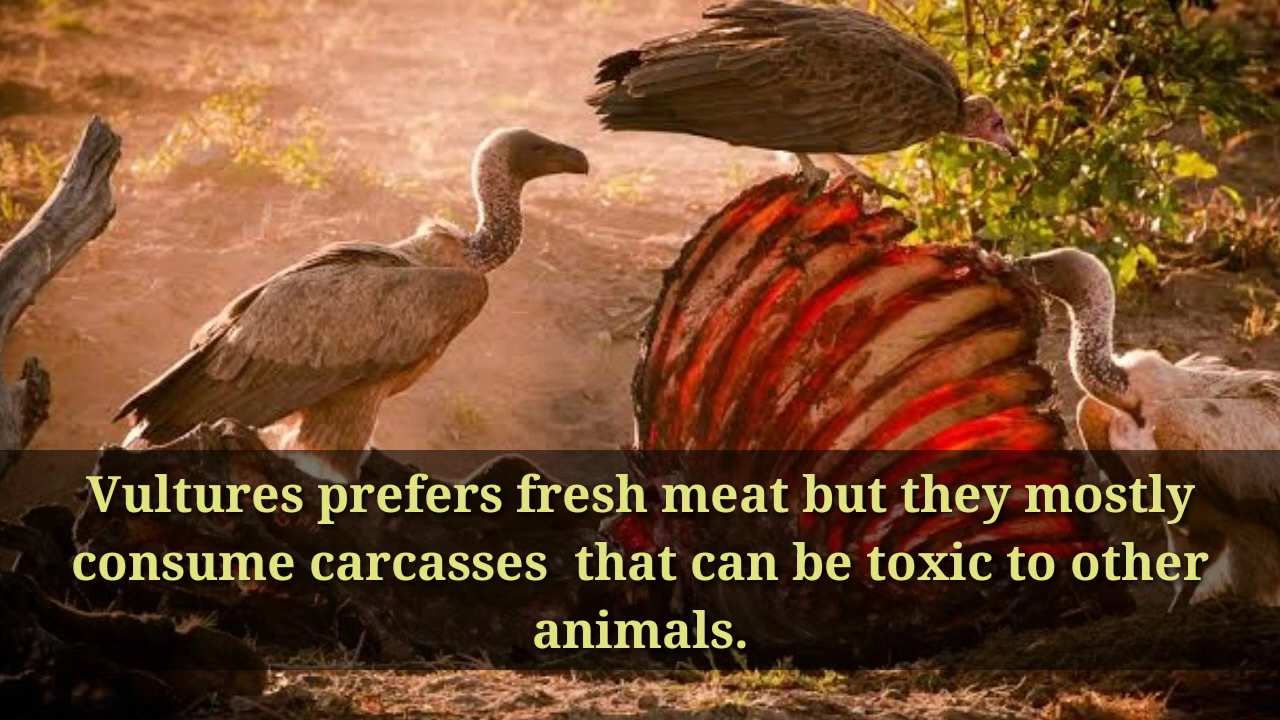 Vultures prefers fresh meat but they mostly
consume carcasses  that can be toxic to other
animals.